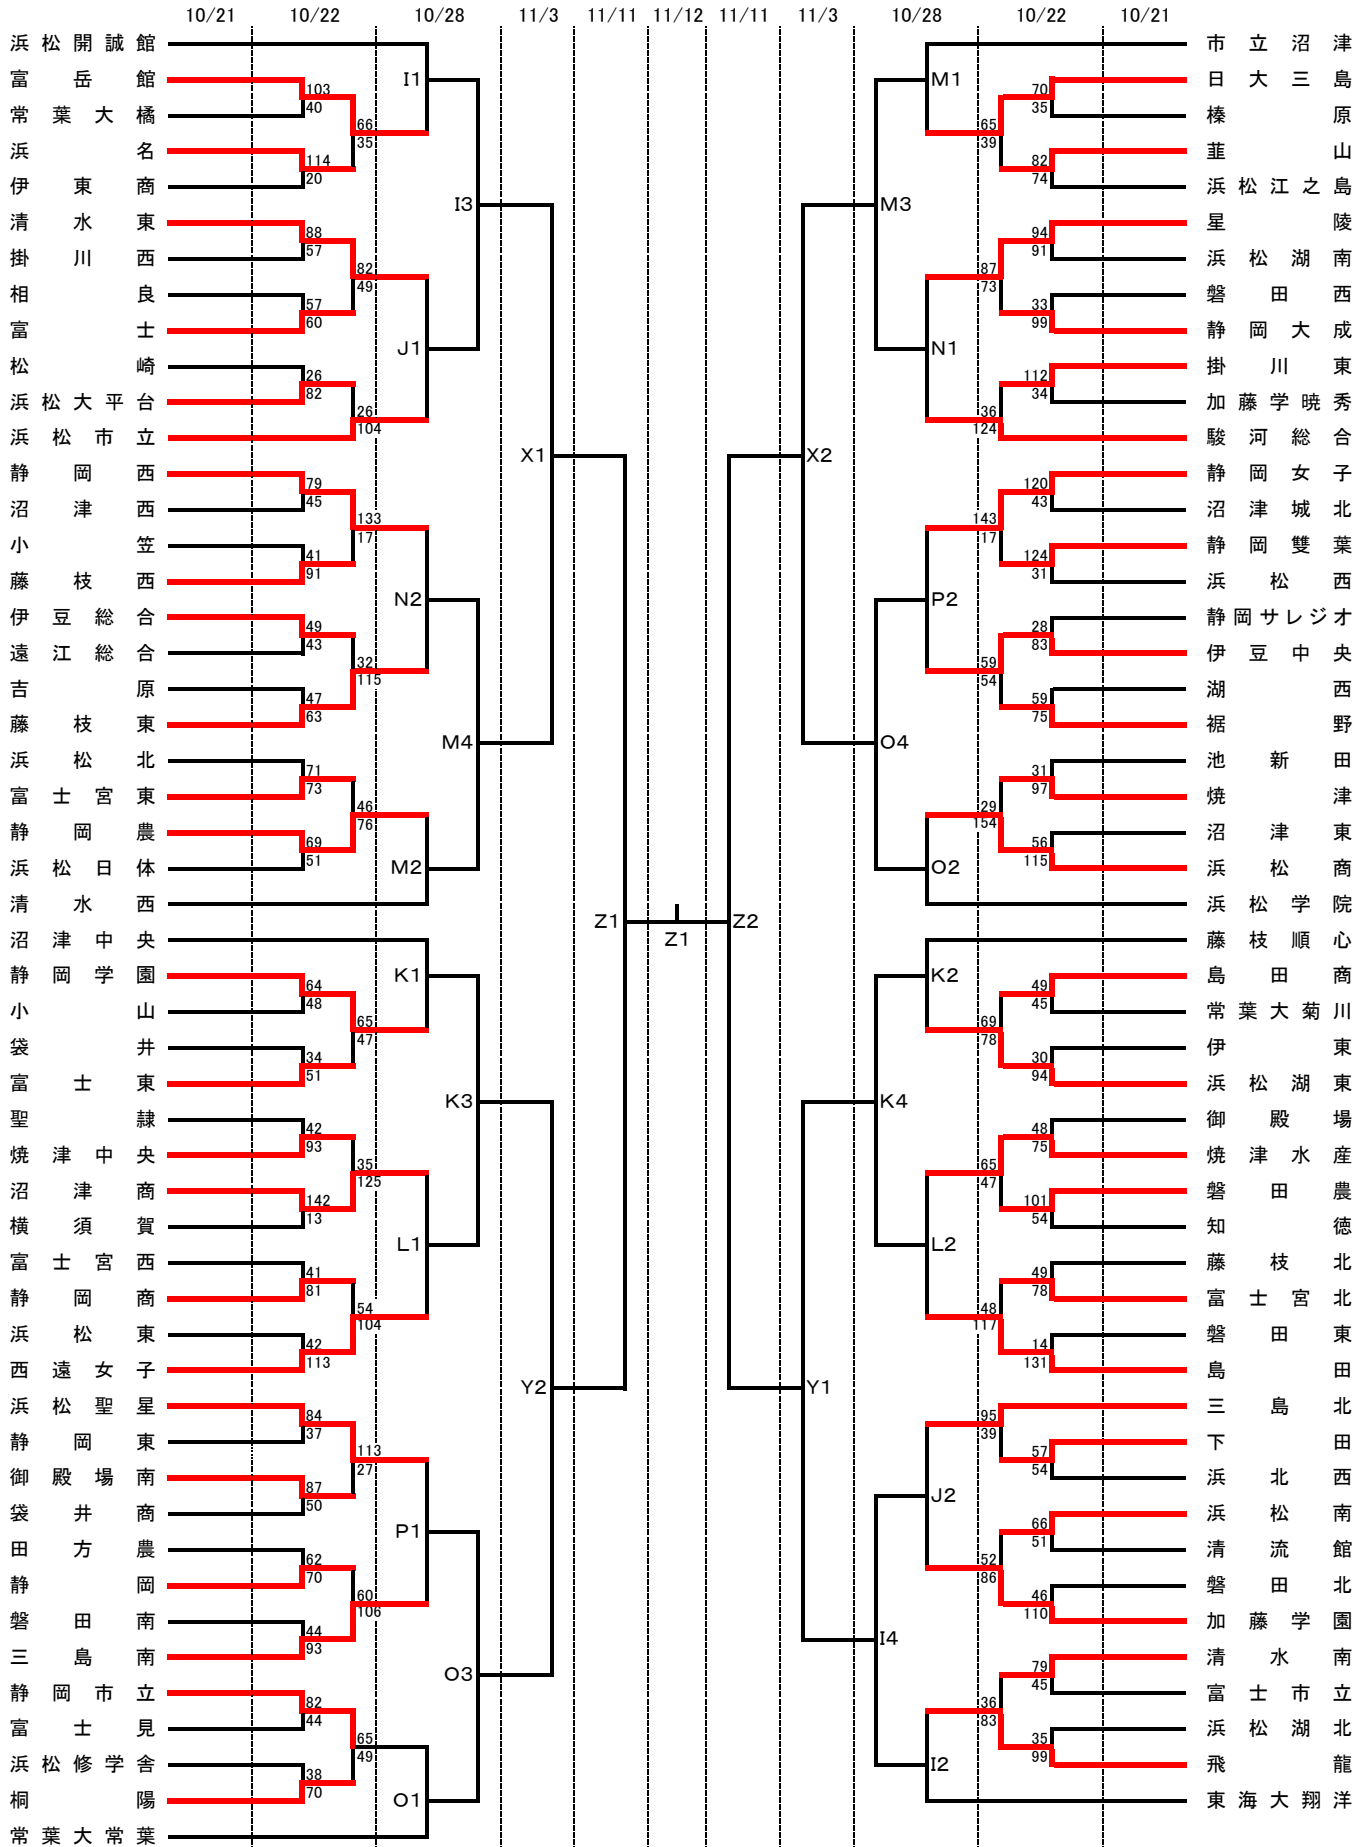 10/21 10/22 10/28 11/3 11/11 11/12 11/11 11/3 10/28 10/22 10/21
浜松開誠館 市立沼津
富岳館 I1 M1 日大三島
103 70
40 35
常葉大橘 榛原
66 65
35 39
浜名 韮山
114 82
20 74
伊東商 浜松江之島
I3 M3
清水東 星陵
88 94
57 91
掛川西 浜松湖南
82 87
49 73
相良 磐田西
57 33
60 99
富士 静岡大成
J1 N1
松崎 掛川東
26 112
82 34
浜松大平台 加藤学暁秀
26 36
104 124
浜松市立 駿河総合
X1 X2
静岡西 静岡女子
79 120
45 43
沼津西 沼津城北
133 143
17 17
小笠 静岡雙葉
41 124
91 31
藤枝西 浜松西
N2 P2
伊豆総合 静岡サレジオ
49 28
43 83
遠江総合 伊豆中央
32 59
115 54
吉原 湖西
47 59
63 75
藤枝東 裾野
M4 O4
浜松北 池新田
71 31
73 97
富士宮東 焼津
46 29
76 154
静岡農 沼津東
69 56
51 115
浜松日体 M2 O2 浜松商
清水西 浜松学院
Z1 Z1 Z2
沼津中央 藤枝順心
静岡学園 K1 K2 島田商
64 49
48 45
小山 常葉大菊川
65 69
47 78
袋井 伊東
34 30
51 94
富士東 浜松湖東
K3 K4
聖隷 御殿場
42 48
93 75
焼津中央 焼津水産
35 65
125 47
沼津商 磐田農
142 101
13 54
横須賀 知徳
L1 L2
富士宮西 藤枝北
41 49
81 78
静岡商 富士宮北
54 48
104 117
浜松東 磐田東
42 14
113 131
西遠女子 島田
Y2 Y1
浜松聖星 三島北
84 95
37 39
静岡東 下田
113 57
27 54
御殿場南 浜北西
87 J2
50
袋井商 浜松南
P1 66
51
田方農 清流館
62 52
70 86
静岡 磐田北
60 46
106 110
磐田南 加藤学園
44 I4
93
三島南 清水南
O3 79
45
静岡市立 富士市立
82 36
44 83
富士見 浜松湖北
65 35
49 99
浜松修学舎 I2 飛龍
38
70
桐陽 O1 東海大翔洋
常葉大常葉